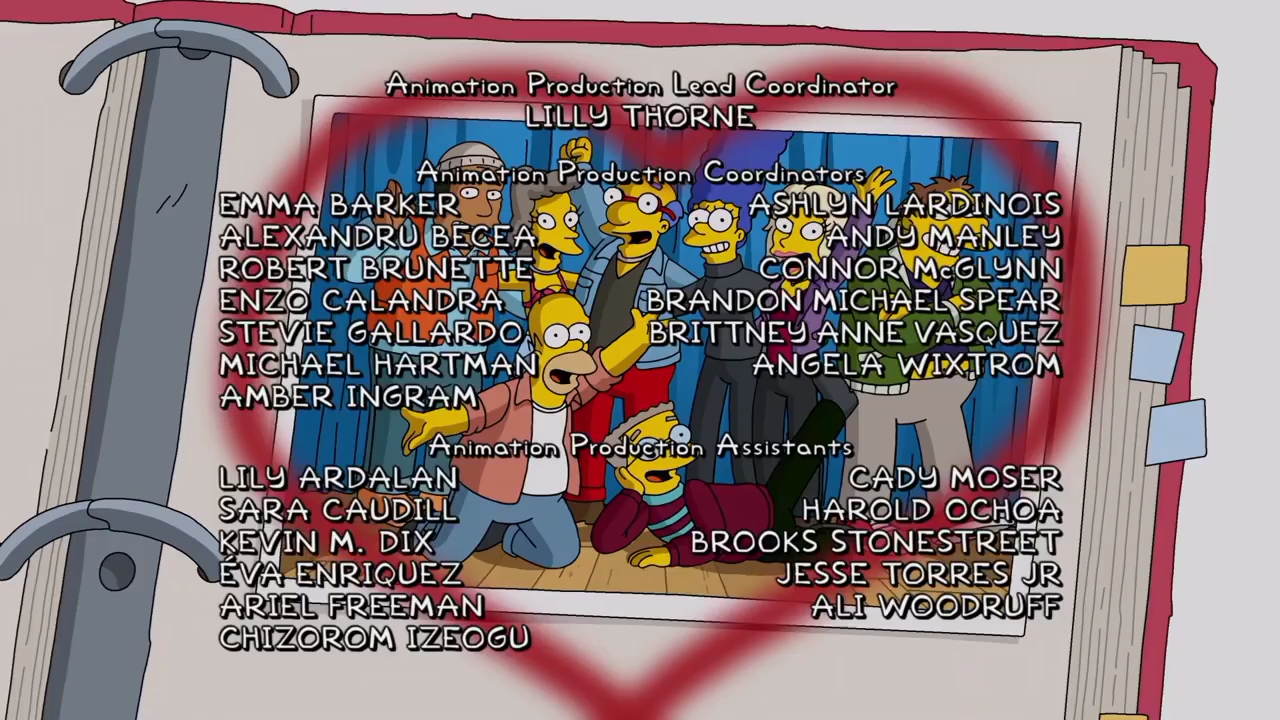 Animation Production Lead Coordinator
LILLY THORNE
Animation Production Coordinators
EMMA BARKER ASHLYN LARDINOIS
ALEXANDRU BECEA ANDY MANLEY
ROBERT BRUNETTE CONNOR McGLYNN
ENZO CALANDRA BRANDON MICHAEL SPEAR
STEVIE GALLARDO BRITTNEY ANNE VASQUEZ
MICHAEL HARTMAN ANGELA WIXTROM
AMBER INGRAM
Animation Production Assistants
LILY ARDALAN CADY MOSER
SARA CAUDILL HAROLD OCHOA
KEVIN M. DIX BROOKS STONESTREET
ÉVA ENRIQUEZ JESSE TORRES JR
ARIEL FREEMAN ALI WOODRUFF
CHIZOROM IZEOGU